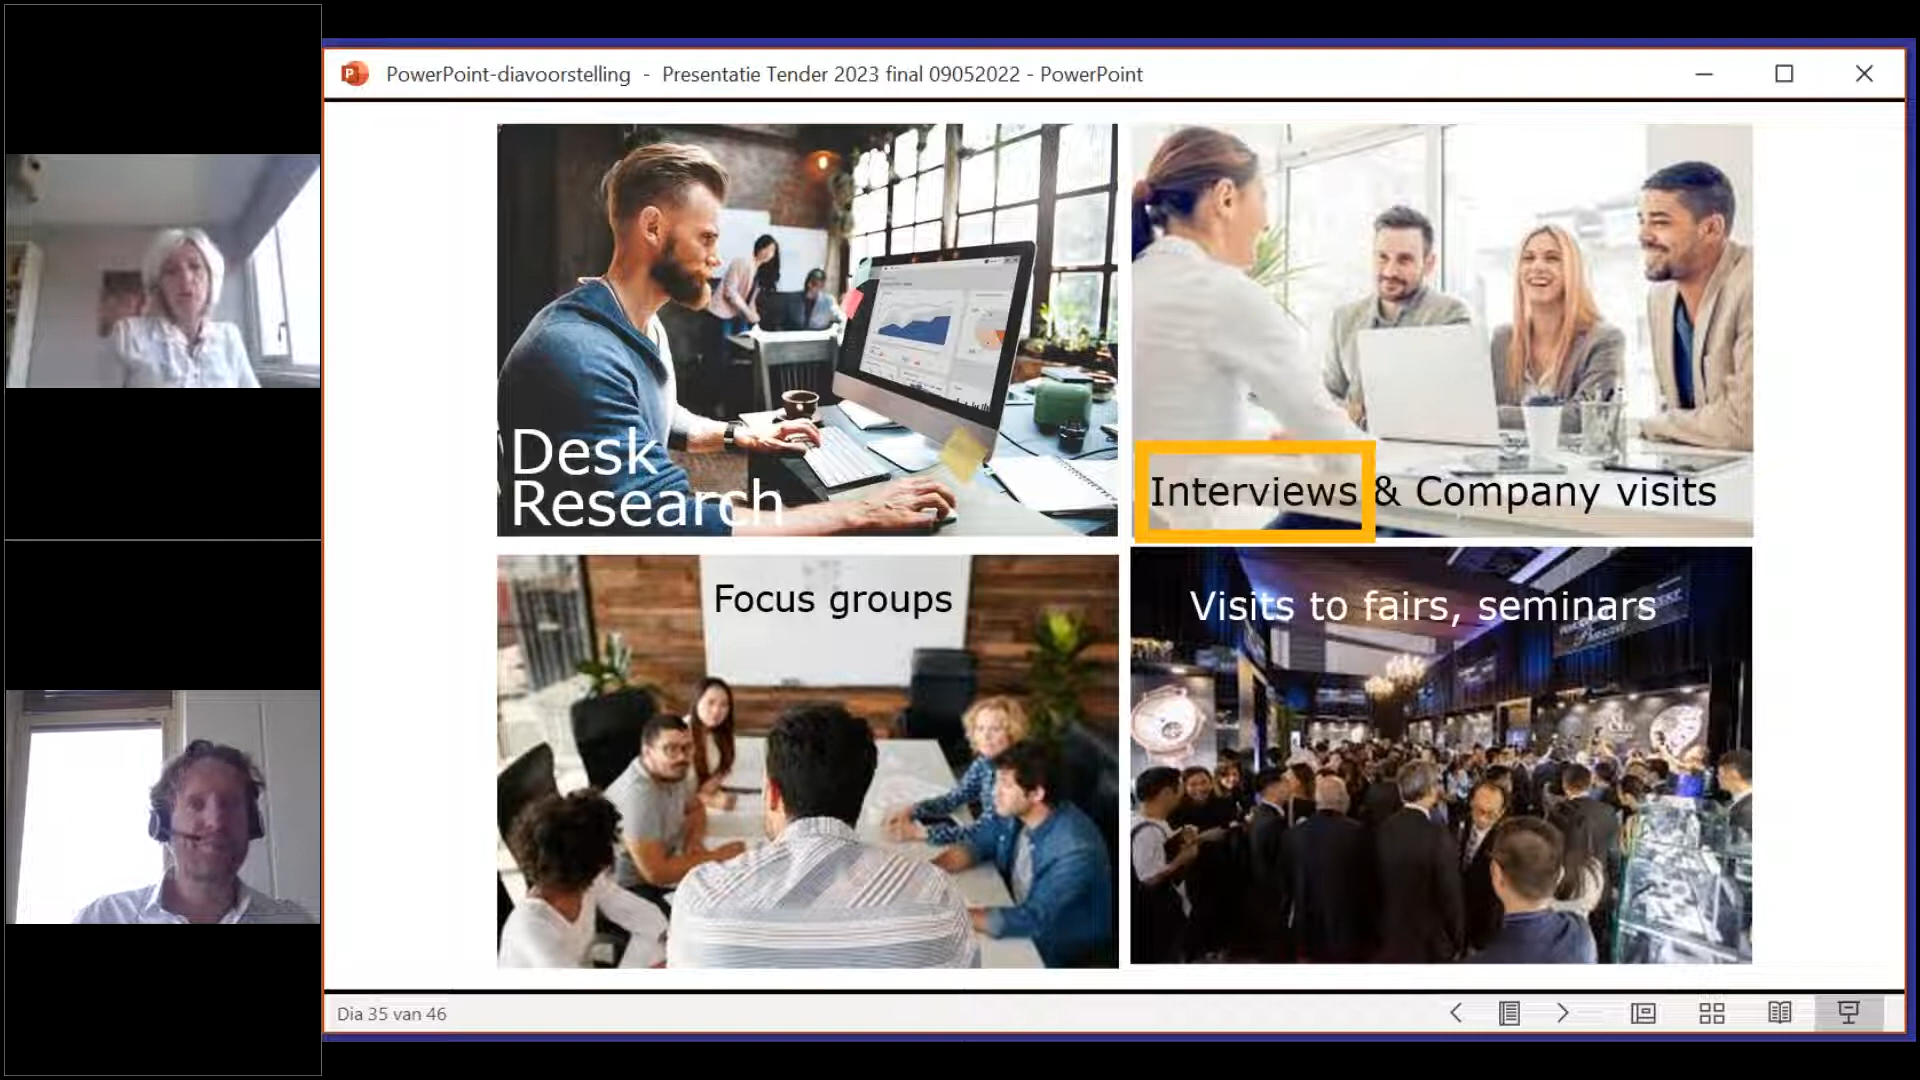 PowerPoint-diavoorstelling - Presentatie Tender 2023 final 09052022 - PowerPoint
Desk
Research
Interviews & Company visits
Focus groups
Visits to fairs, seminars
Dia 35 van 46